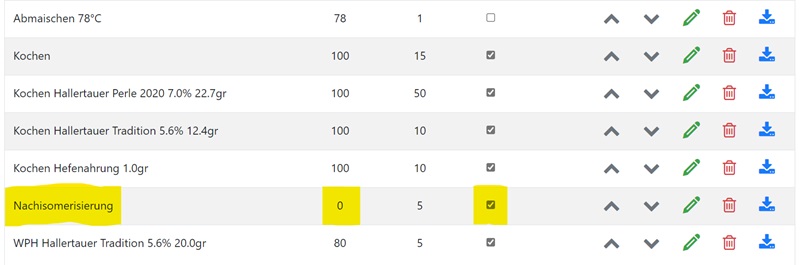 Abmaischen 78°C 78 1
Kochen 100 15
Kochen Hallertauer Perle 2020 7.0% 22.7gr 100 50
Kochen Hallertauer Tradition 5.6% 12.4gr 100 10
Kochen Hefenahrung 1.0gr 100 10
Nachisomerisierung 0 5
WPH Hallertauer Tradition 5.6% 20.0gr 80 5